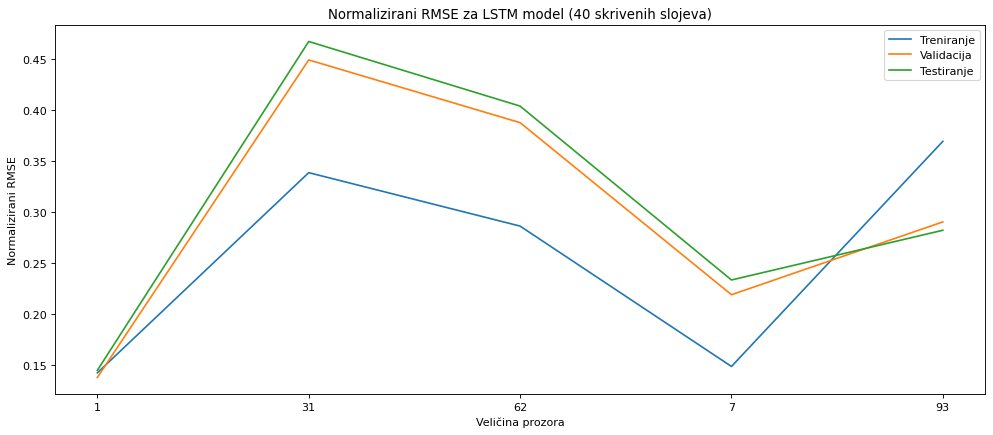 Normalizirani RMSE za LSTM model (40 skrivenih slojeva)
Treniranje
Validacija
Testiranje
Normalizirani RMSE
0.45
0.40
0.35
0.30
0.25
0.20
0.15
1 31 62 7 93
Veličina prozora